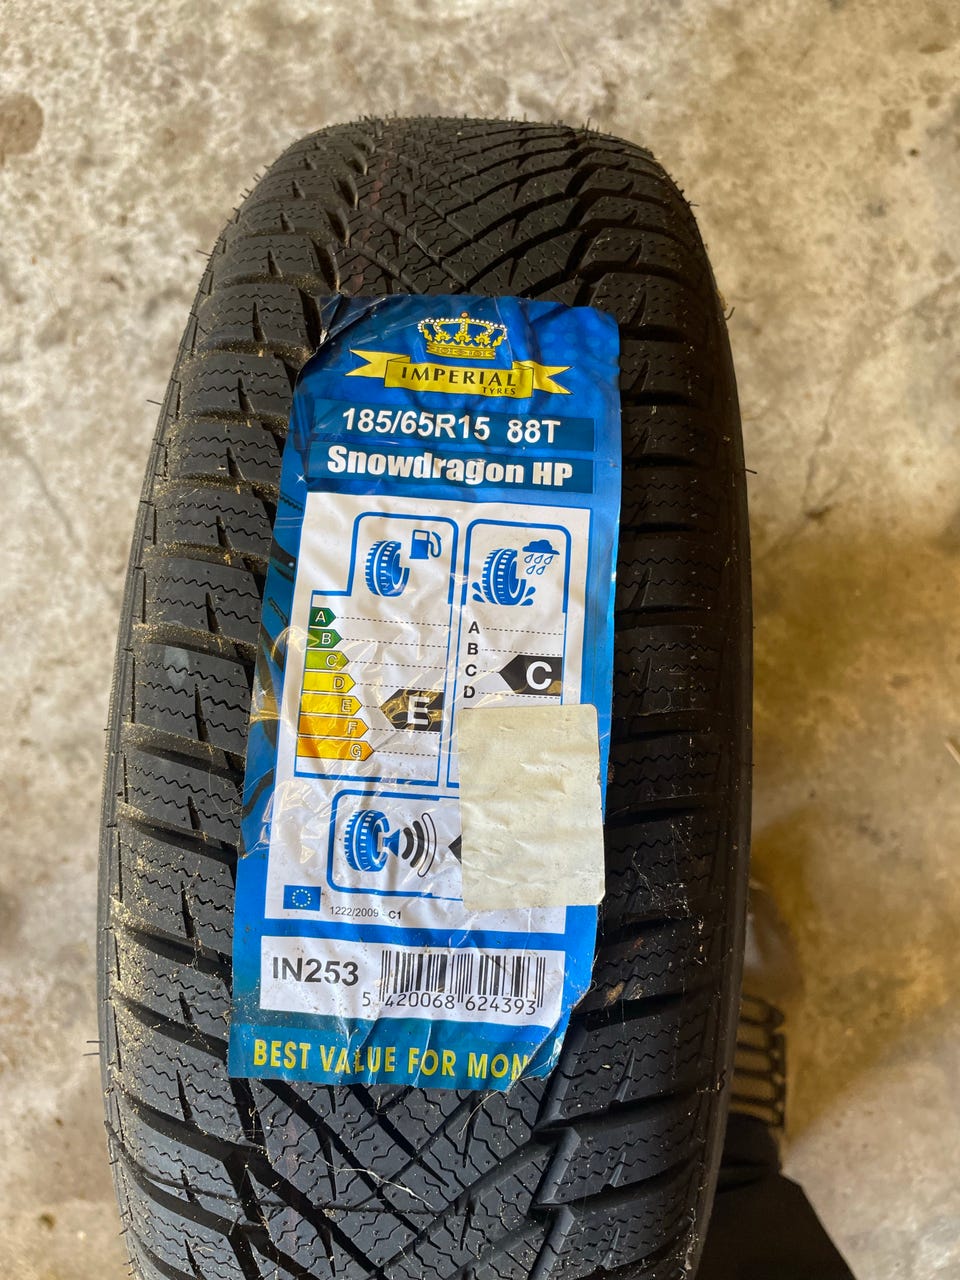 IMPERIAL
TYRES
185/65R15 88T
Snowdragon HP
A
B
C
D
E
F
G
E
A
B
C
D
C
1222/2009 - C1
IN253
5 420068 624393
BEST VALUE FOR MON